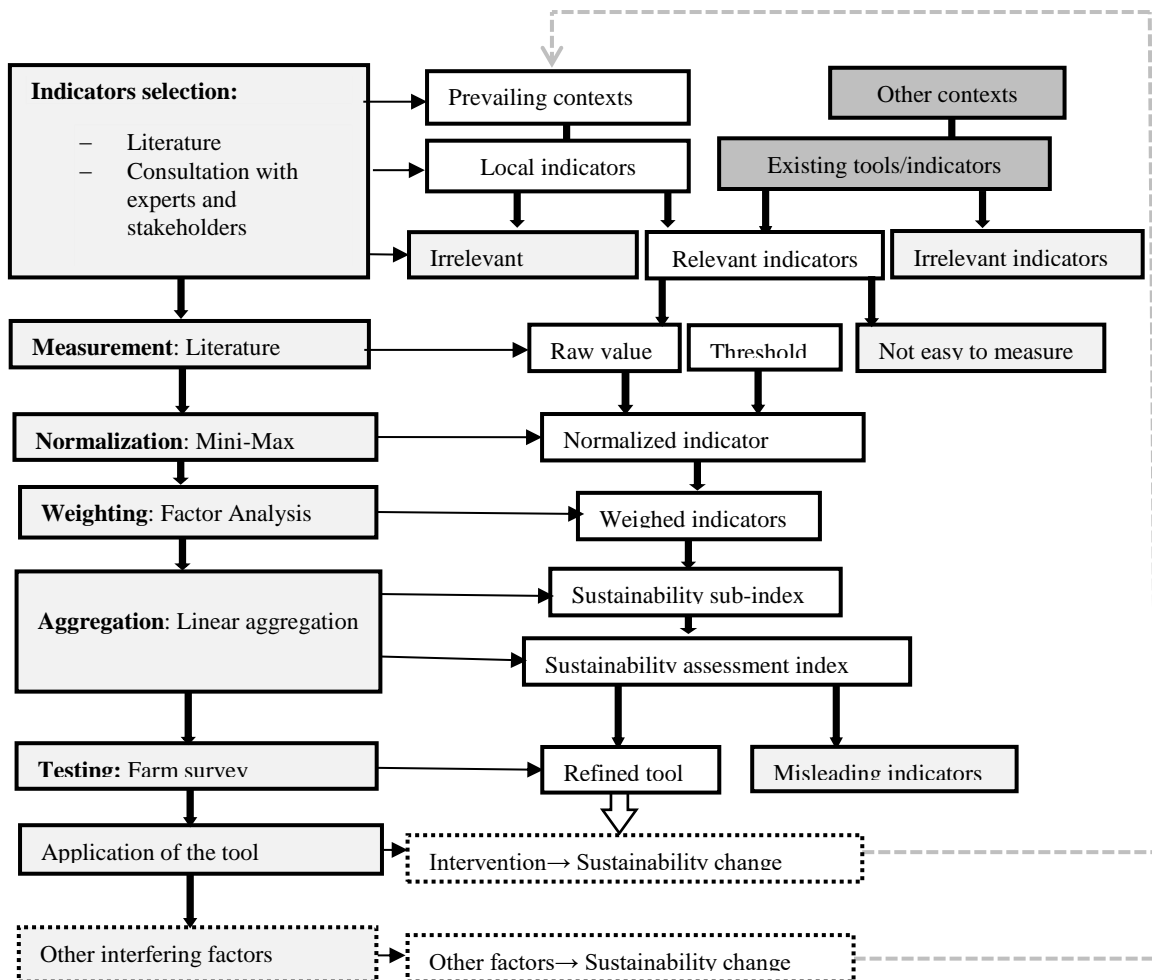 Indicators selection:
– Literature
– Consultation with
experts and
stakeholders
Prevailing contexts
Other contexts
Local indicators
Existing tools/indicators
Irrelevant
Relevant indicators
Irrelevant indicators
Measurement: Literature
Raw value
Threshold
Not easy to measure
Normalization: Mini-Max
Normalized indicator
Weighting: Factor Analysis
Weighed indicators
Aggregation: Linear aggregation
Sustainability sub-index
Sustainability assessment index
Testing: Farm survey
Refined tool
Misleading indicators
Application of the tool
Intervention→ Sustainability change
Other interfering factors
Other factors→ Sustainability change